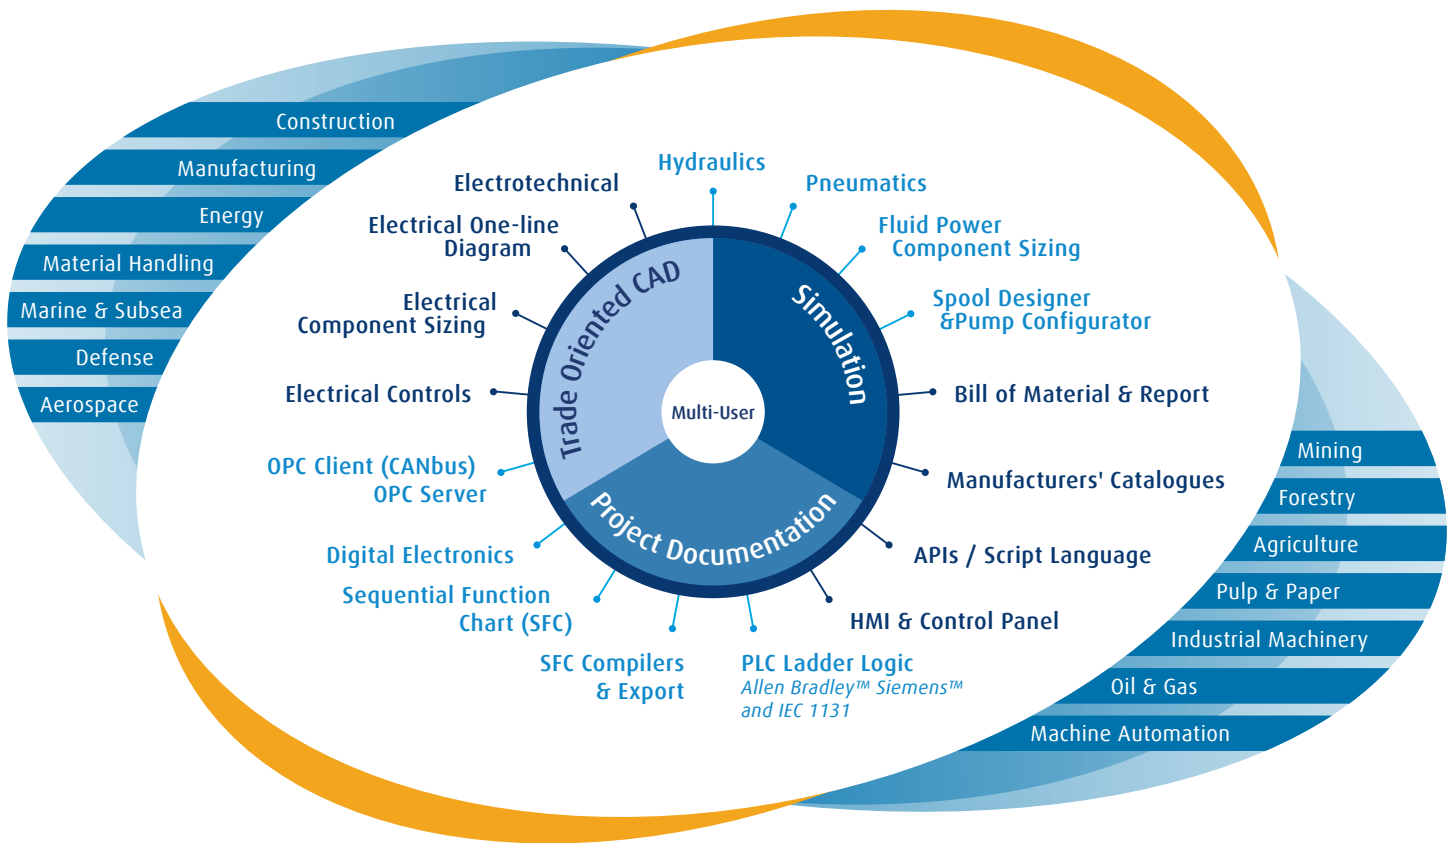 Construction
Manufacturing
Energy
Material Handling
Marine & Subsea
Defense
Aerospace
Hydraulics
Pneumatics
Fluid Power
Component Sizing
Spool Designer
&Pump Configurator
Bill of Material & Report
Manufacturers' Catalogues
APIs / Script Language
HMI & Control Panel
PLC Ladder Logic
Allen Bradley™ Siemens™
and IEC 1131
SFC Compilers
& Export
Sequential Function
Chart (SFC)
Digital Electronics
OPC Client (CANbus)
OPC Server
Electrical Controls
Electrical
Component Sizing
Electrical One-line
Diagram
Electrotechnical
Trade Oriented CAD
Simulation
Project Documentation
Multi-User
Mining
Forestry
Agriculture
Pulp & Paper
Industrial Machinery
Oil & Gas
Machine Automation